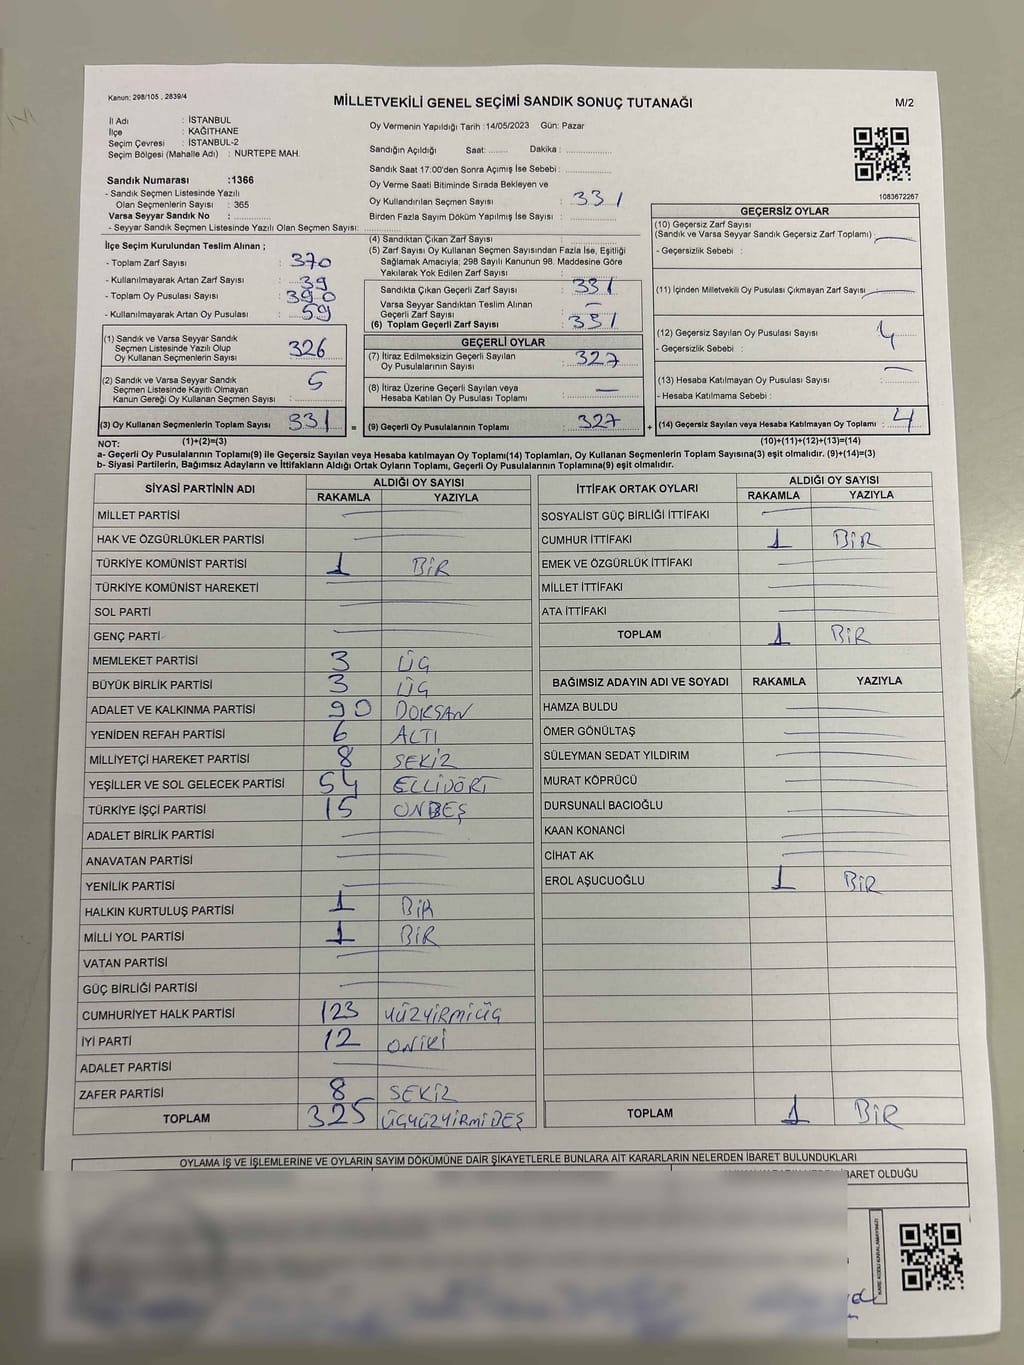 Kanun: 298/105 , 2839/4
MİLLETVEKİLİ GENEL SEÇİMİ SANDIK SONUÇ TUTANAĞI
M/2
İl Adı : İSTANBUL
İlçe : KAĞITHANE
Seçim Çevresi : İSTANBUL-2
Seçim Bölgesi (Mahalle Adı) : NURTEPE MAH.
Oy Vermenin Yapıldığı Tarih :14/05/2023 Gün: Pazar
Sandığın Açıldığı Saat: ........ Dakika : ....................
Sandık Saat 17:00'den Sonra Açımış İse Sebebi : ....................
Oy Verme Saati Bitiminde Sırada Bekleyen ve
Oy Kullandırılan Seçmen Sayısı : 331
Birden Fazla Sayım Döküm Yapılmış İse Sayısı : ....................
1083672267
Sandık Numarası :1366
- Sandık Seçmen Listesinde Yazılı
Olan Seçmenlerin Sayısı : 365
Varsa Seyyar Sandık No : ..............
- Seyyar Sandık Seçmen Listesinde Yazılı Olan Seçmen Sayısı: ..............
İlçe Seçim Kurulundan Teslim Alınan ;
- Toplam Zarf Sayısı : 370
- Kullanılmayarak Artan Zarf Sayısı : 39
- Toplam Oy Pusulası Sayısı : 390
- Kullanılmayarak Artan Oy Pusulası : 59
(1) Sandık ve Varsa Seyyar Sandık
Seçmen Listesinde Yazılı Olup
Oy Kullanan Seçmenlerin Sayısı : 326
(2) Sandık ve Varsa Seyyar Sandık
Seçmen Listesinde Kayıtlı Olmayan
Kanun Gereği Oy Kullanan Seçmen Sayısı : 5
(3) Oy Kullanan Seçmenlerin Toplam Sayısı : 331 =
(4) Sandıktan Çıkan Zarf Sayısı : ..............
(5) Zarf Sayısı Oy Kullanan Seçmen Sayısından Fazla İse, Eşitliği
Sağlamak Amacıyla; 298 Sayılı Kanunun 98. Maddesine Göre
Yakılarak Yok Edilen Zarf Sayısı : ..............
Sandıkta Çıkan Geçerli Zarf Sayısı : 331
Varsa Seyyar Sandıktan Teslim Alınan
Geçerli Zarf Sayısı : —
(6) Toplam Geçerli Zarf Sayısı : 331
GEÇERLİ OYLAR
(7) İtiraz Edilmeksizin Geçerli Sayılan
Oy Pusulalarının Sayısı : 327
(8) İtiraz Üzerine Geçerli Sayılan veya
Hesaba Katılan Oy Pusulası Toplamı : —
(9) Geçerli Oy Pusulalarının Toplamı : 327 +
GEÇERSİZ OYLAR
(10) Geçersiz Zarf Sayısı
(Sandık ve Varsa Seyyar Sandık Geçersiz Zarf Toplamı) : —
- Geçersizlik Sebebi :
(11) İçinden Milletvekili Oy Pusulası Çıkmayan Zarf Sayısı : —
(12) Geçersiz Sayılan Oy Pusulası Sayısı : 4
- Geçersizlik Sebebi :
(13) Hesaba Katılmayan Oy Pusulası Sayısı : —
- Hesaba Katılmama Sebebi :
(14) Geçersiz Sayılan veya Hesaba Katılmayan Oy Toplamı : 4
NOT: (1)+(2)=(3) (10)+(11)+(12)+(13)=(14)
a- Geçerli Oy Pusulalarının Toplamı(9) ile Geçersiz Sayılan veya Hesaba katılmayan Oy Toplamı(14) Toplamları, Oy Kullanan Seçmenlerin Toplam Sayısına(3) eşit olmalıdır. (9)+(14)=(3)
b- Siyasi Partilerin, Bağımsız Adayların ve İttifakların Aldığı Ortak Oyların Toplamı, Geçerli Oy Pusulalarının Toplamına(9) eşit olmalıdır.
SİYASİ PARTİNİN ADI ALDIĞI OY SAYISI
RAKAMLA YAZIYLA
MİLLET PARTİSİ —
HAK VE ÖZGÜRLÜKLER PARTİSİ —
TÜRKİYE KOMÜNİST PARTİSİ 1 BİR
TÜRKİYE KOMÜNİST HAREKETİ —
SOL PARTİ —
GENÇ PARTİ —
MEMLEKET PARTİSİ 3 ÜÇ
BÜYÜK BİRLİK PARTİSİ 3 ÜÇ
ADALET VE KALKINMA PARTİSİ 90 DOKSAN
YENİDEN REFAH PARTİSİ 6 ALTI
MİLLİYETÇİ HAREKET PARTİSİ 8 SEKİZ
YEŞİLLER VE SOL GELECEK PARTİSİ 54 ELLİDÖRT
TÜRKİYE İŞÇİ PARTİSİ 15 ONBEŞ
ADALET BİRLİK PARTİSİ —
ANAVATAN PARTİSİ —
YENİLİK PARTİSİ —
HALKIN KURTULUŞ PARTİSİ 1 BİR
MİLLİ YOL PARTİSİ 1 BİR
VATAN PARTİSİ —
GÜÇ BİRLİĞİ PARTİSİ —
CUMHURİYET HALK PARTİSİ 123 YÜZYİRMİÜÇ
İYİ PARTİ 12 ONİKİ
ADALET PARTİSİ —
ZAFER PARTİSİ 8 SEKİZ
TOPLAM 325 ÜÇYÜZYİRMİBEŞ
İTTİFAK ORTAK OYLARI ALDIĞI OY SAYISI
RAKAMLA YAZIYLA
SOSYALİST GÜÇ BİRLİĞİ İTTİFAKI —
CUMHUR İTTİFAKI 1 BİR
EMEK VE ÖZGÜRLÜK İTTİFAKI —
MİLLET İTTİFAKI —
ATA İTTİFAKI —
TOPLAM 1 BİR
BAĞIMSIZ ADAYIN ADI VE SOYADI RAKAMLA YAZIYLA
HAMZA BULDU —
ÖMER GÖNÜLTAŞ —
SÜLEYMAN SEDAT YILDIRIM —
MURAT KÖPRÜCÜ —
DURSUNALİ BACIOĞLU —
KAAN KONANCİ —
CİHAT AK —
EROL AŞUCUOĞLU 1 BİR
TOPLAM 1 BİR
OYLAMA İŞ VE İŞLEMLERİNE VE OYLARIN SAYIM DÖKÜMÜNE DAİR ŞİKAYETLERLE BUNLARA AİT KARARLARIN NELERDEN İBARET BULUNDUKLARI
İBARET OLDUĞU
KARE KODU KARALAMAYINIZ!